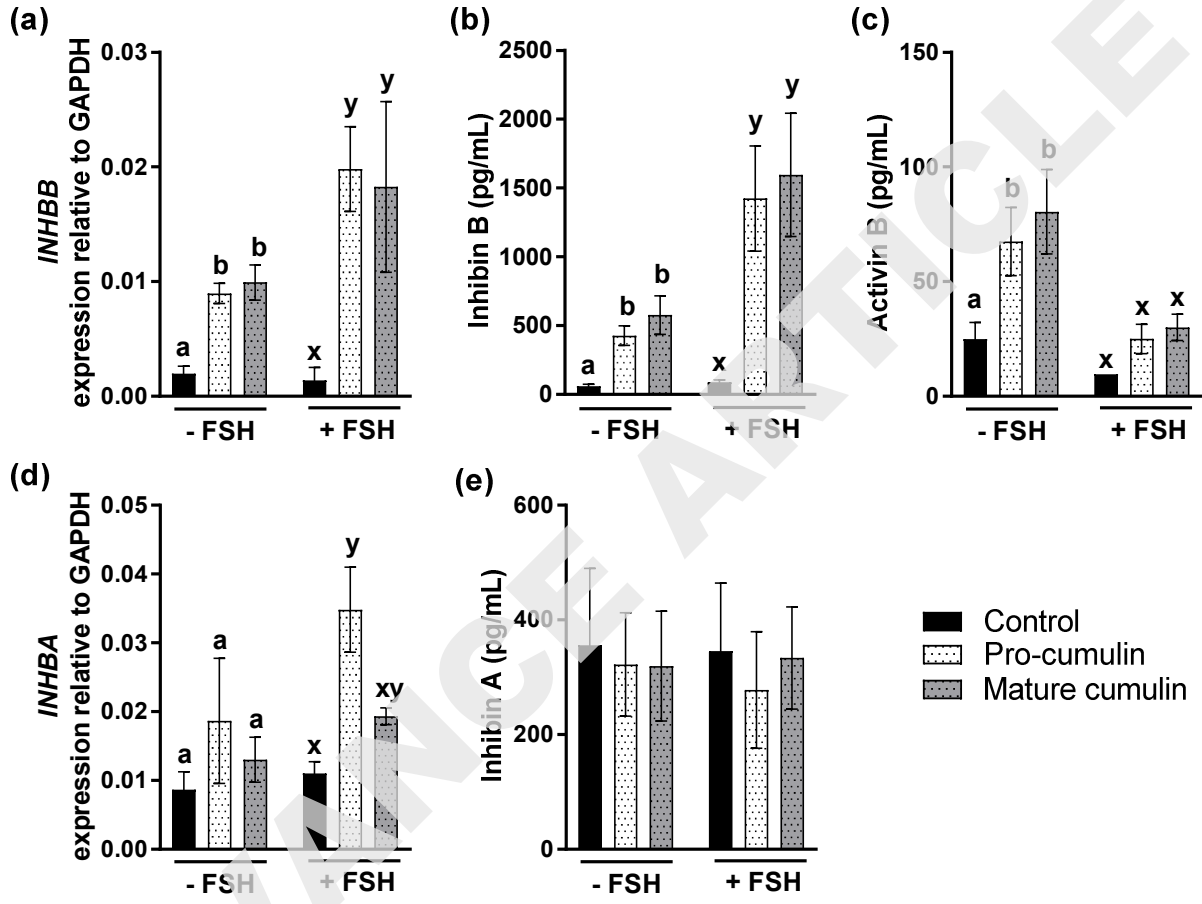 (a)
INHBB
expression relative to GAPDH
0.03
0.02
0.01
0.00
a
b
b
x
y
y
- FSH
+ FSH
(b)
Inhibin B (pg/mL)
2500
2000
1500
1000
500
0
a
b
b
x
y
y
- FSH
+ FSH
(c)
Activin B (pg/mL)
150
100
50
0
a
b
b
x
x
x
- FSH
+ FSH
(d)
INHBA
expression relative to GAPDH
0.05
0.04
0.03
0.02
0.01
0.00
a
a
a
x
y
xy
- FSH
+ FSH
(e)
Inhibin A (pg/mL)
600
400
200
0
- FSH
+ FSH
Control
Pro-cumulin
Mature cumulin
VANCE ARTICLE